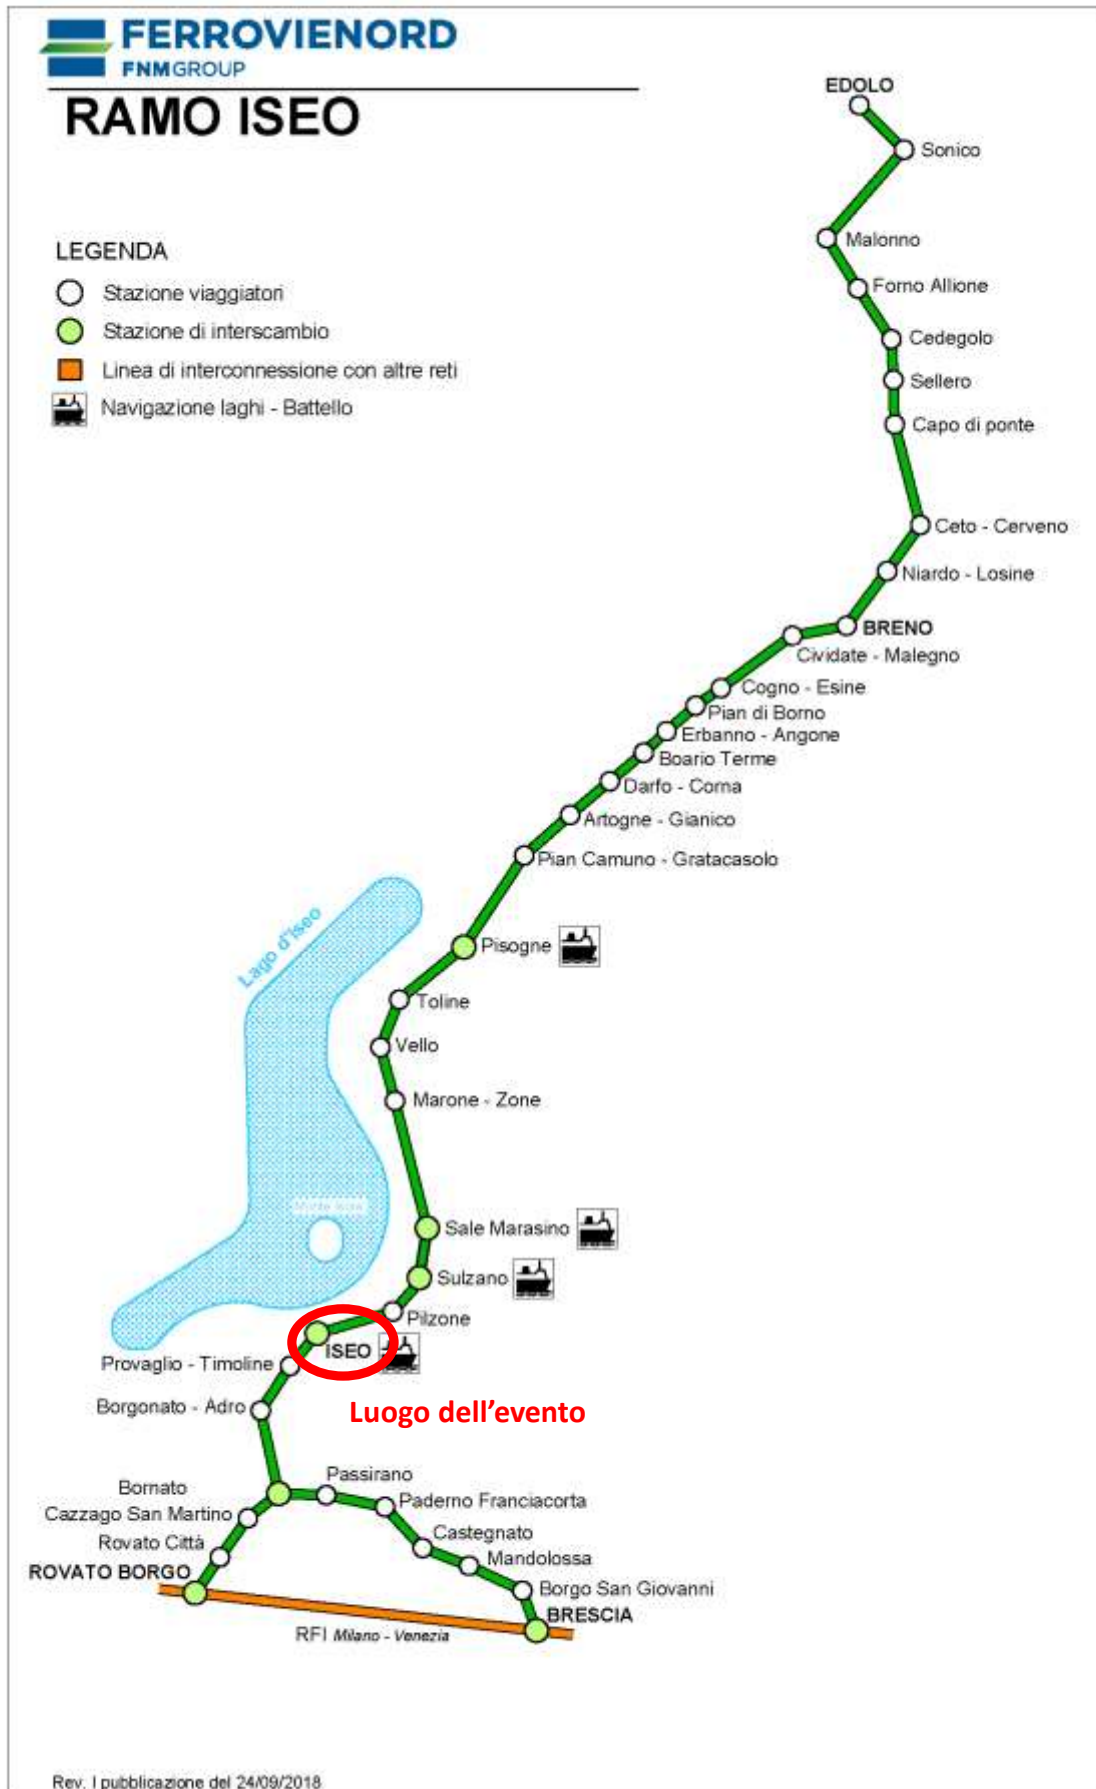 FERROVIENORD
FNMGROUP
RAMO ISEO
LEGENDA
Stazione viaggiatori
Stazione di interscambio
Linea di interconnessione con altre reti
Navigazione laghi - Battello
EDOLO
Sonico
Malonno
Forno Allione
Cedegolo
Sellero
Capo di ponte
Ceto - Cerveno
Niardo - Losine
BRENO
Cividate - Malegno
Cogno - Esine
Pian di Borno
Erbanno - Angone
Boario Terme
Darfo - Corna
Artogne - Gianico
Pian Camuno - Gratacasolo
Lago d'Iseo
Pisogne
Toline
Vello
Marone - Zone
Monte Isola
Sale Marasino
Sulzano
Pilzone
ISEO
Provaglio - Timoline
Borgonato - Adro
Luogo dell'evento
Bornato
Passirano
Cazzago San Martino
Paderno Franciacorta
Rovato Città
Castegnato
ROVATO BORGO
Mandolossa
Borgo San Giovanni
BRESCIA
RFI Milano - Venezia
Rev. I pubblicazione del 24/09/2018